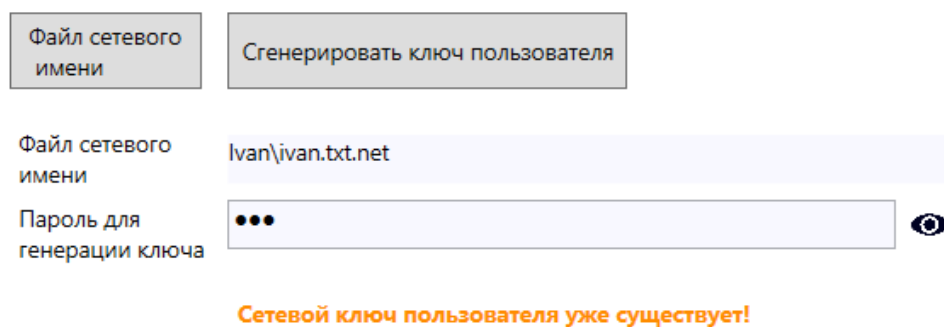 Файл сетевого
имени
Сгенерировать ключ пользователя
Файл сетевого
имени
Ivan\ivan.txt.net
Пароль для
генерации ключа
●●●
Сетевой ключ пользователя уже существует!